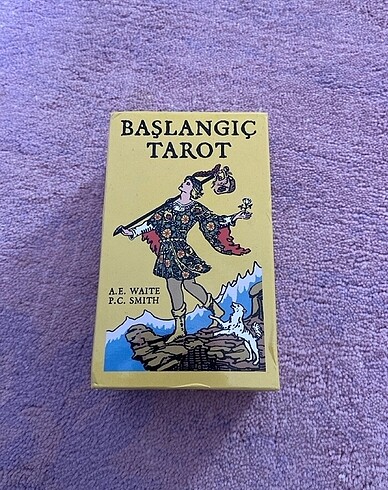 BAŞLANGIÇ
TAROT
A.E. WAITE
P.C. SMITH